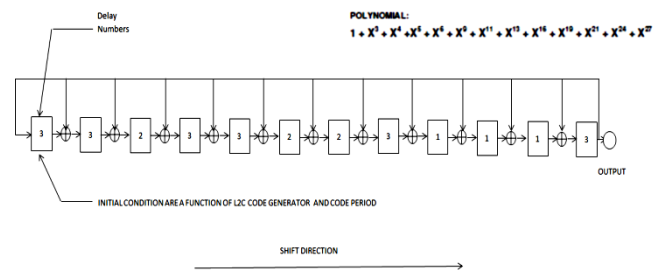 Delay
Numbers
POLYNOMIAL:
1 + X³ + X⁴ + X⁵ + X⁶ + X⁹ + X¹¹ + X¹³ + X¹⁶ + X¹⁹ + X²¹ + X²⁴ + X²⁷
3 3 2 3 3 2 2 3 1 1 1 3
OUTPUT
INITIAL CONDITION ARE A FUNCTION OF L2C CODE GENERATOR AND CODE PERIOD
SHIFT DIRECTION